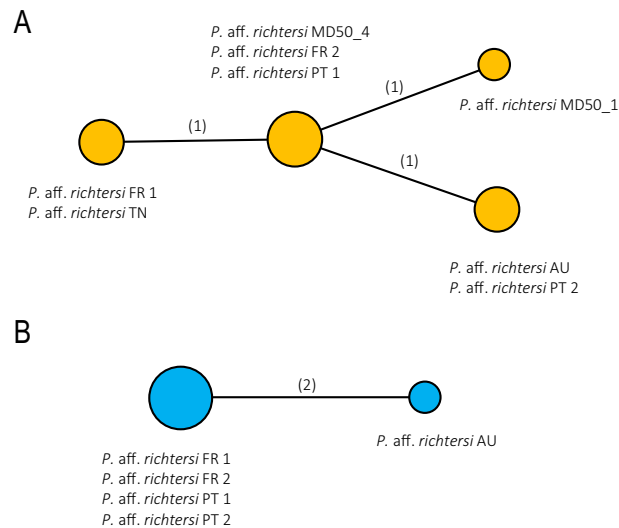 A
P. aff. richtersi MD50_4
P. aff. richtersi FR 2
P. aff. richtersi PT 1
(1)
(1)
P. aff. richtersi MD50_1
(1)
P. aff. richtersi FR 1
P. aff. richtersi TN
P. aff. richtersi AU
P. aff. richtersi PT 2
B
(2)
P. aff. richtersi AU
P. aff. richtersi FR 1
P. aff. richtersi FR 2
P. aff. richtersi PT 1
P. aff. richtersi PT 2